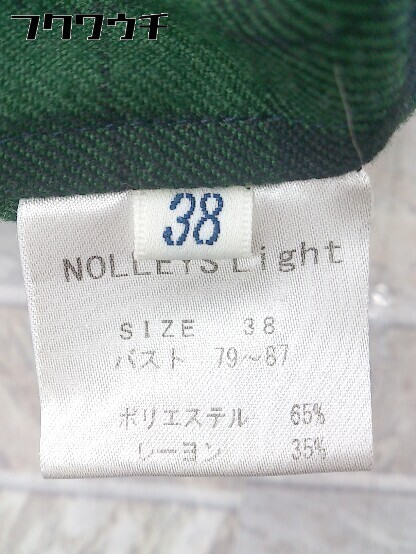 フクワウチ
38
NOLLEYS Light
SIZE 38
バスト 79～87
ポリエステル 65%
レーヨン 35%